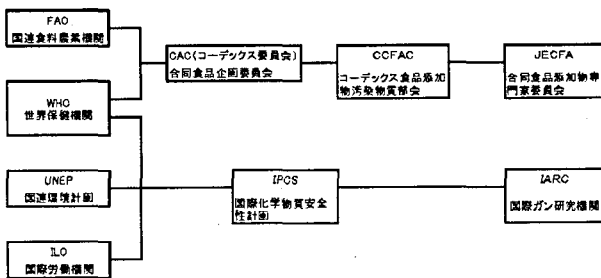 FAO
国連食料農業機関
WHO
世界保健機関
UNEP
国連環境計画
ILO
国際労働機関
CAC(コーデックス委員会)
合同食品企画委員会
CCFAC
コーデックス食品添加
物汚染物質部会
JECFA
合同食品添加物専
門家委員会
IPCS
国際化学物質安全
性計画
IARC
国際ガン研究機関